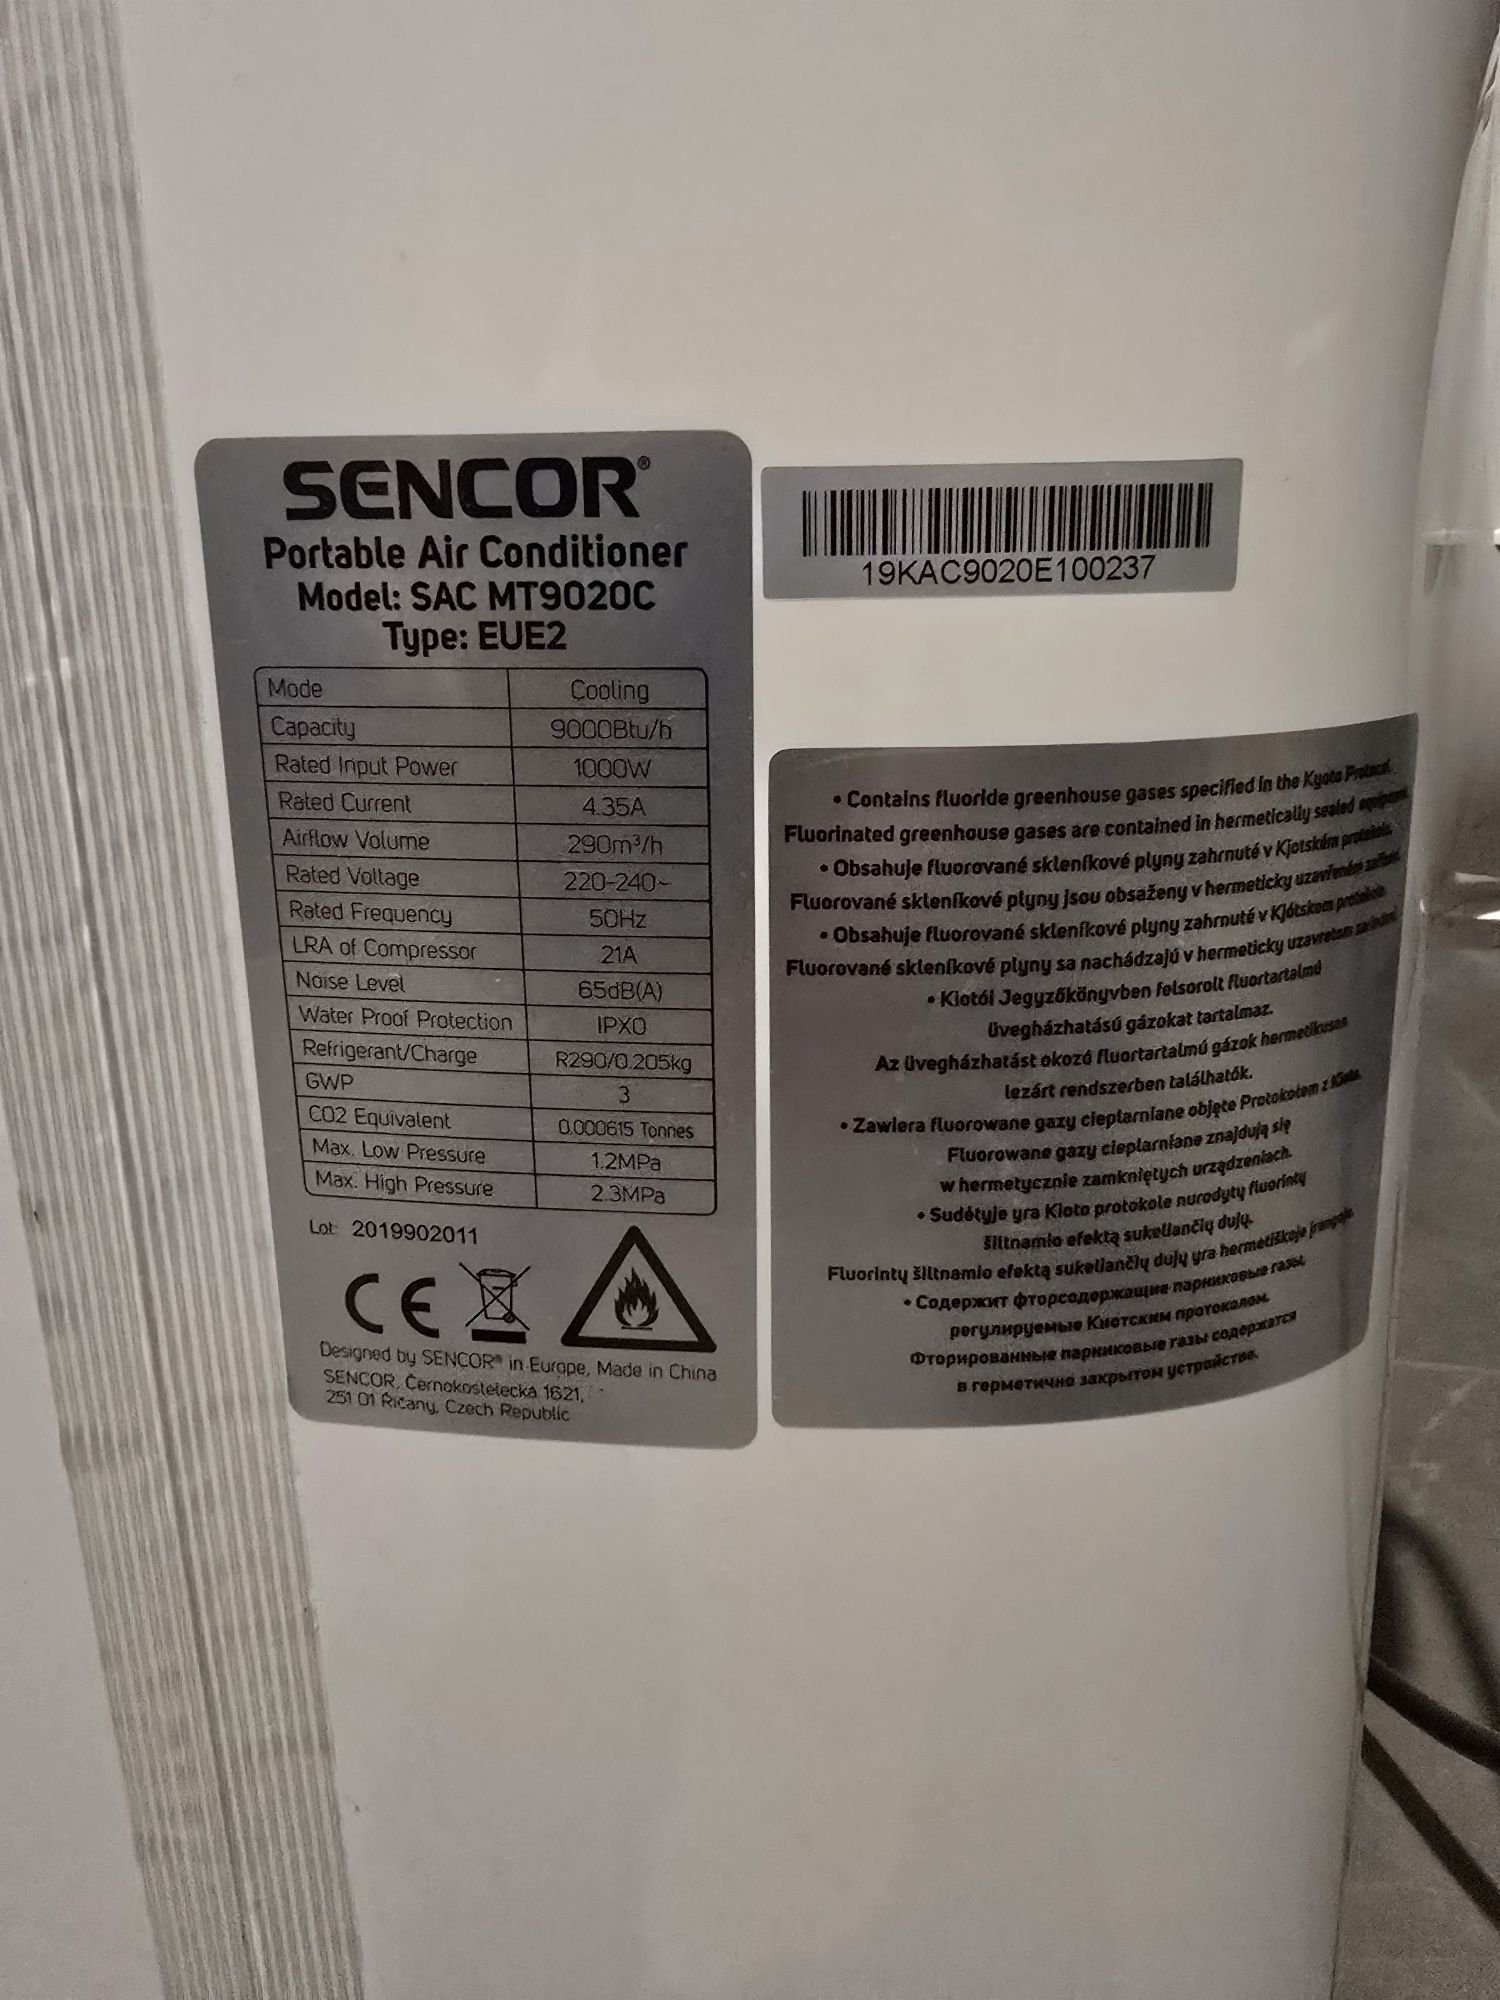 SENCOR®
Portable Air Conditioner
Model: SAC MT9020C
Type: EUE2
Mode Cooling
Capacity 9000Btu/h
Rated Input Power 1000W
Rated Current 4.35A
Airflow Volume 290m³/h
Rated Voltage 220-240~
Rated Frequency 50Hz
LRA of Compressor 21A
Noise Level 65dB(A)
Water Proof Protection IPX0
Refrigerant/Charge R290/0.205kg
GWP 3
CO2 Equivalent 0.000615 Tonnes
Max. Low Pressure 1.2MPa
Max. High Pressure 2.3MPa
Lot: 2019902011
CE
Designed by SENCOR® in Europe, Made in China
SENCOR, Černokostelecká 1621,
251 01 Říčany, Czech Republic
19KAC9020E100237
• Contains fluoride greenhouse gases specified in the Kyoto Protocol.
Fluorinated greenhouse gases are contained in hermetically sealed
• Obsahuje fluorované skleníkové plyny zahrnuté v Kjótském protokolu.
Fluorované skleníkové plyny jsou obsaženy v hermeticky uzavřeném zařízení.
• Obsahuje fluorované skleníkové plyny zahrnuté v Kjótskom protokole.
Fluorované skleníkové plyny sa nachádzajú v hermeticky uzavretom zariadení
• Kiotói Jegyzőkönyvben felsorolt fluortartalmú
üvegházhatású gázokat tartalmaz.
Az üvegházhatást okozó fluortartalmú gázok hermetikusan
lezárt rendszerben találhatók.
• Zawiera fluorowane gazy cieplarniane objęte Protokołem z Kioto.
Fluorowane gazy cieplarniane znajdują się
w hermetycznie zamkniętych urządzeniach.
• Sudėtyje yra Kioto protokole nurodytų fluorintų
šiltnamio efektą sukeliančių dujų.
Fluorintų šiltnamio efektą sukeliančių dujų yra hermetiškoje įrangoje.
• Содержит фторсодержащие парниковые газы,
регулируемые Киотским протокалом.
Фторированные парниковые газы содержатся
в герметично закрытом устройстве.